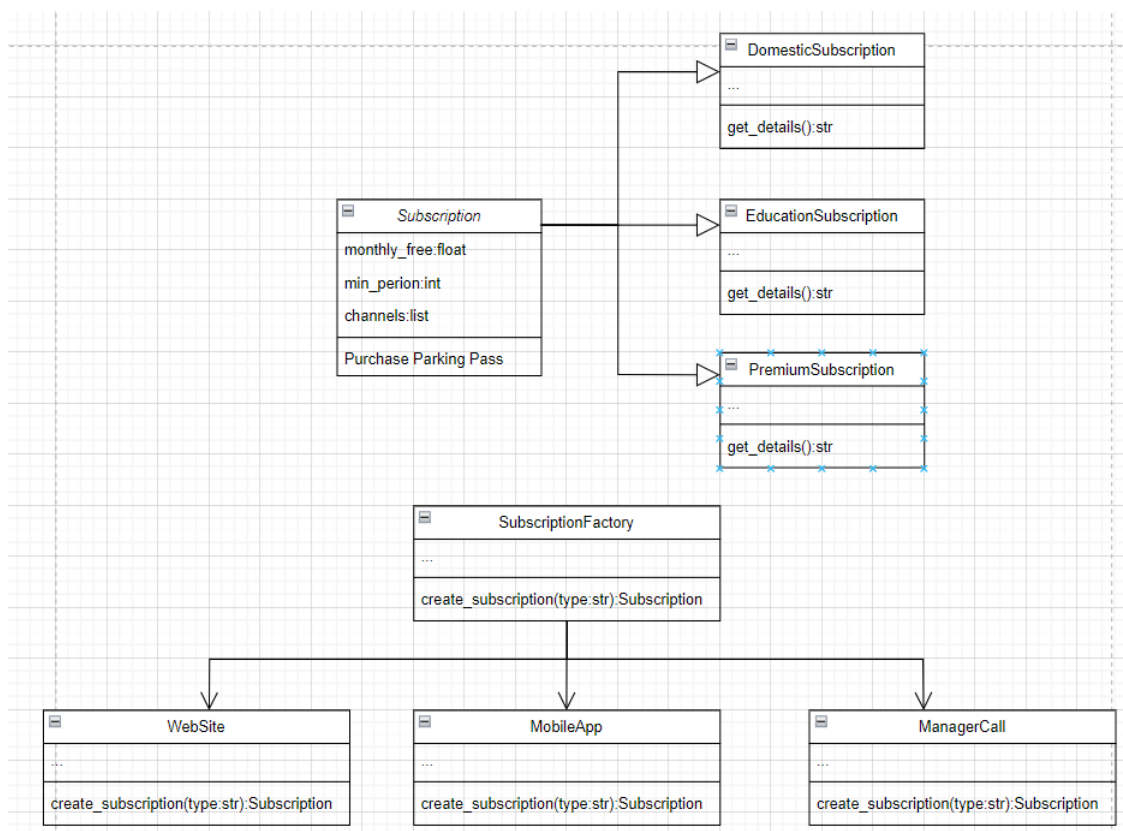 DomesticSubscription
...
get_details():str
Subscription
monthly_free:float
min_perion:int
channels:list
Purchase Parking Pass
EducationSubscription
...
get_details():str
PremiumSubscription
...
get_details():str
SubscriptionFactory
...
create_subscription(type:str):Subscription
WebSite
...
create_subscription(type:str):Subscription
MobileApp
...
create_subscription(type:str):Subscription
ManagerCall
...
create_subscription(type:str):Subscription